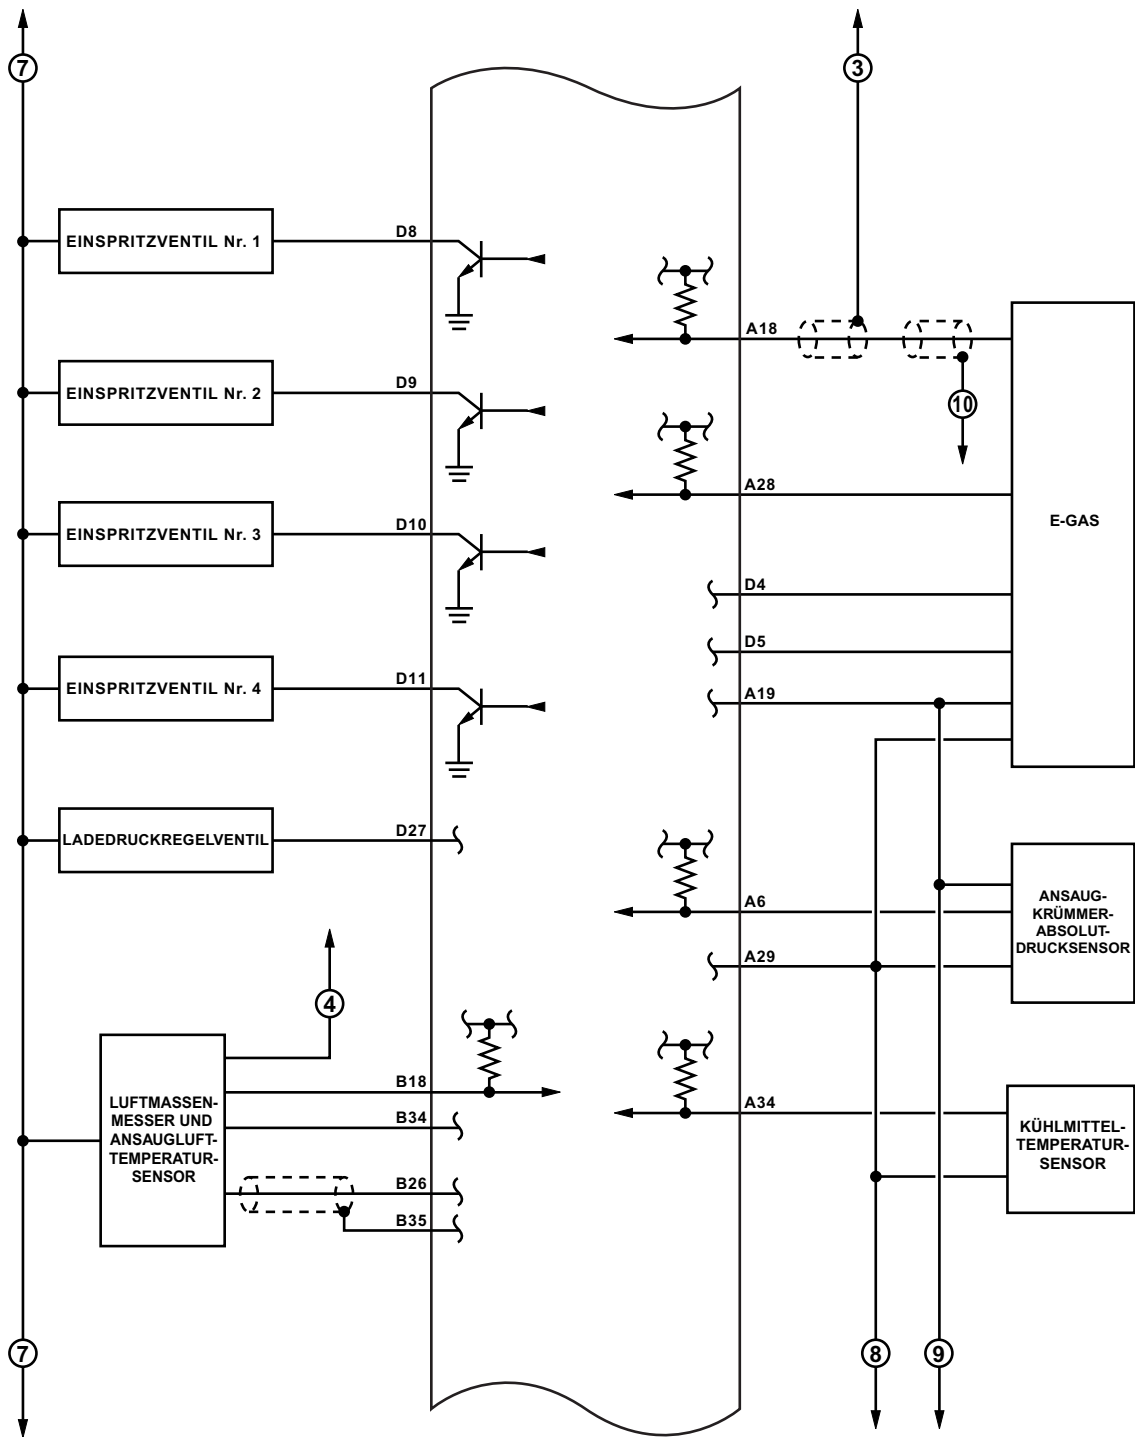 7
3
EINSPRITZVENTIL Nr. 1
D8
A18
EINSPRITZVENTIL Nr. 2
D9
10
A28
E-GAS
EINSPRITZVENTIL Nr. 3
D10
D4
D5
EINSPRITZVENTIL Nr. 4
D11
A19
LADEDRUCKREGELVENTIL
D27
A6
A29
ANSAUG-
KRÜMMER-
ABSOLUT-
DRUCKSENSOR
4
LUFTMASSEN-
MESSER UND
ANSAUGLUFT-
TEMPERATUR-
SENSOR
B18
B34
B26
B35
A34
KÜHLMITTEL-
TEMPERATUR-
SENSOR
7
8
9